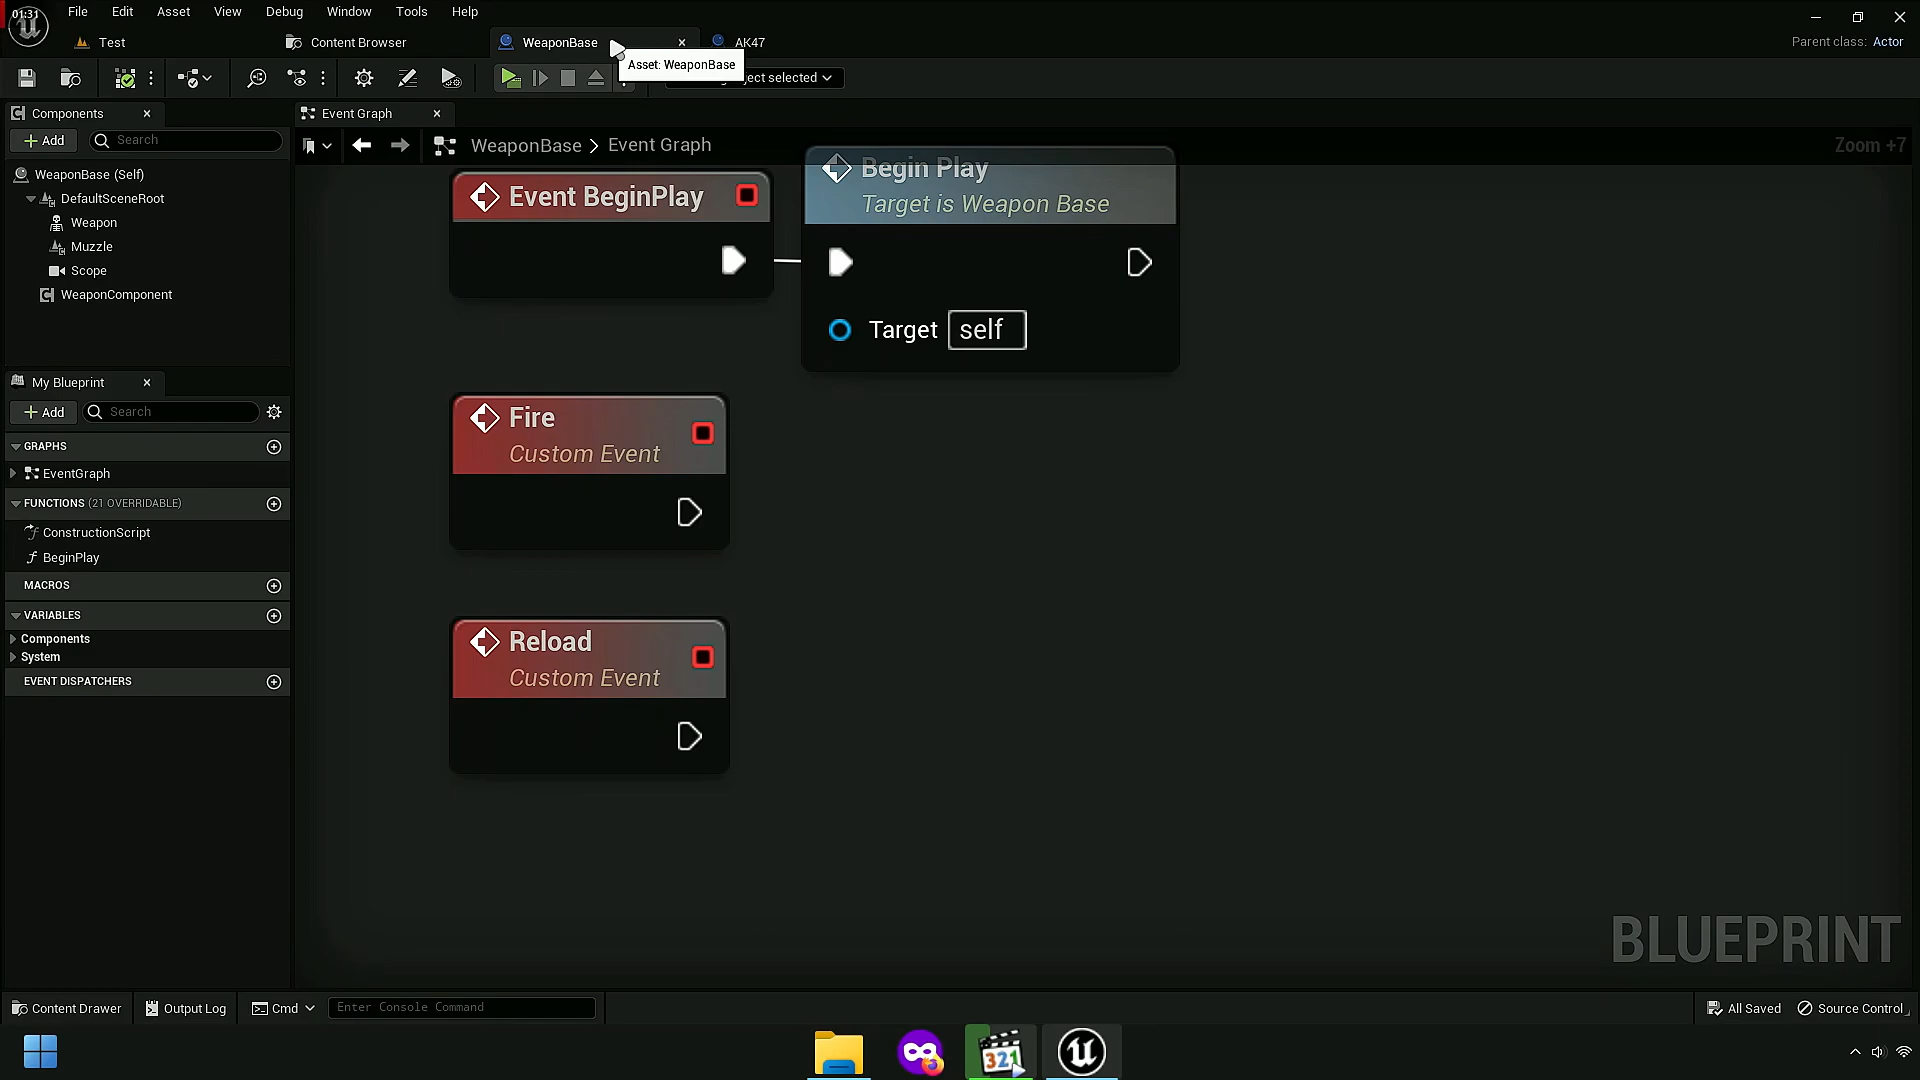 01:31
File Edit Asset View Debug Window Tools Help
Test
Content Browser
WeaponBase
AK47
Parent class: Actor
Asset: WeaponBase
ject selected
Components
Event Graph
Add
Search
WeaponBase > Event Graph
Zoom +7
WeaponBase (Self)
DefaultSceneRoot
Weapon
Muzzle
Scope
WeaponComponent
Event BeginPlay
Begin Play
Target is Weapon Base
Target self
My Blueprint
Add
Search
GRAPHS
EventGraph
FUNCTIONS (21 OVERRIDABLE)
ConstructionScript
BeginPlay
MACROS
VARIABLES
Components
System
EVENT DISPATCHERS
Fire
Custom Event
Reload
Custom Event
BLUEPRINT
Content Drawer
Output Log
Cmd
Enter Console Command
All Saved
Source Control
321